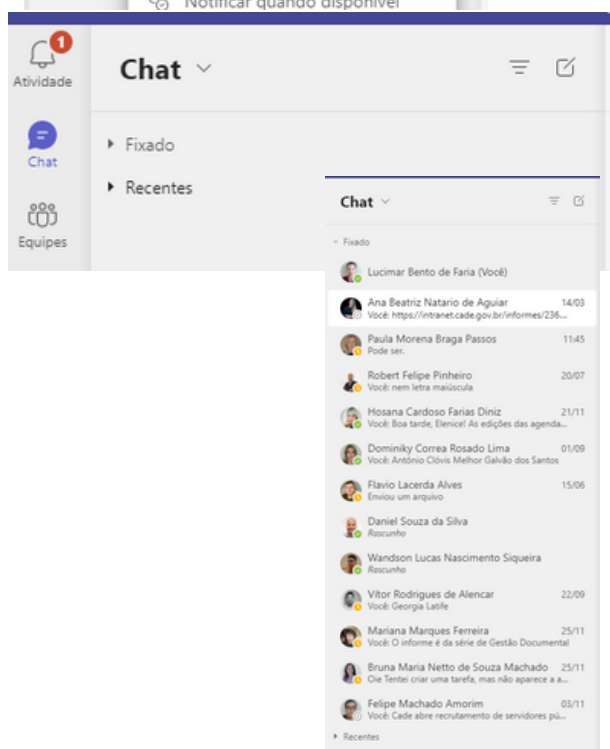 Notificar quando disponível
1
Atividade
Chat
Chat
Equipes
Fixado
Recentes
Chat
Fixado
Lucimar Bento de Faria (Você)
Ana Beatriz Natario de Aguiar 14/03
Você: https://intranet.cade.gov.br/informes/236...
Paula Morena Braga Passos 11:45
Pode ser.
Robert Felipe Pinheiro 20/07
Você: nem letra maiúscula
Hosana Cardoso Farias Diniz 21/11
Você: Boa tarde, Elenice! As edições das agenda...
Dominiky Correa Rosado Lima 01/09
Você: Antônio Clóvis Melhor Galvão dos Santos
Flavio Lacerda Alves 15/06
Enviou um arquivo
Daniel Souza da Silva
Rascunho
Wandson Lucas Nascimento Siqueira
Rascunho
Vitor Rodrigues de Alencar 22/09
Você: Georgia Latife
Mariana Marques Ferreira 25/11
Você: O informe é da série de Gestão Documental
Bruna Maria Netto de Souza Machado 25/11
Oie Tentei criar uma tarefa, mas não aparece a a...
Felipe Machado Amorim 03/11
Você: Cade abre recrutamento de servidores pú...
Recentes